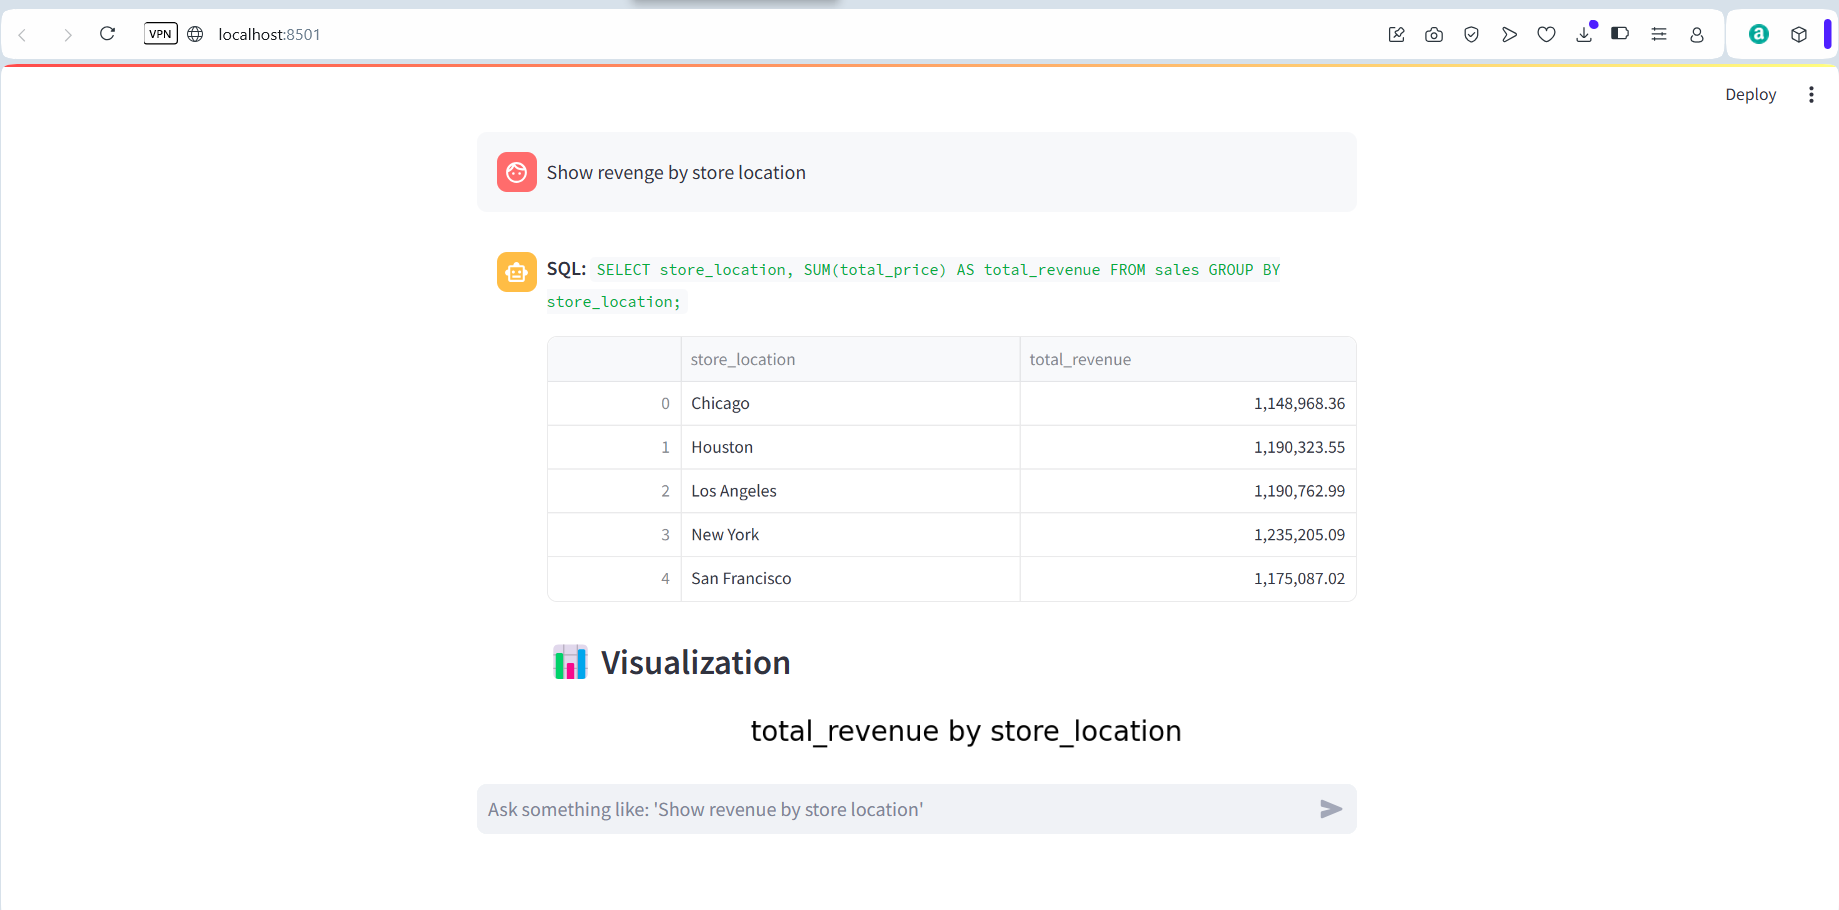 VPN
localhost:8501
a
Deploy
Show revenge by store location
SQL: SELECT store_location, SUM(total_price) AS total_revenue FROM sales GROUP BY
store_location;
store_location total_revenue
0 Chicago 1,148,968.36
1 Houston 1,190,323.55
2 Los Angeles 1,190,762.99
3 New York 1,235,205.09
4 San Francisco 1,175,087.02
Visualization
total_revenue by store_location
Ask something like: 'Show revenue by store location'